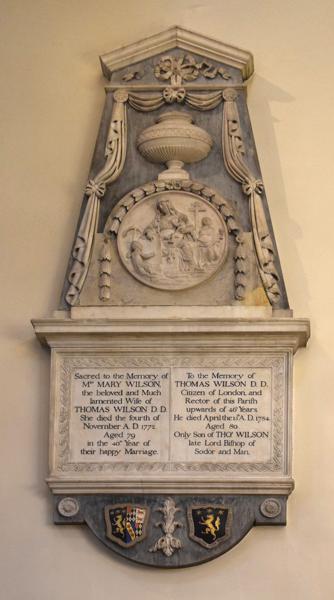 Sacred to the Memory of
Mrs MARY WILSON,
the beloved and Much
lamented Wife of
THOMAS WILSON D.D.
She died the fourth of
November A.D. 1772.
Aged 79
in the 40th Year of
their happy Marriage.
To the Memory of
THOMAS WILSON D.D.
Citizen of London, and
Rector of this Parish
upwards of 46 Years.
He died April the 15th A.D. 1784.
Aged 80.
Only Son of THOs WILSON
late Lord Bishop of
Sodor and Man.